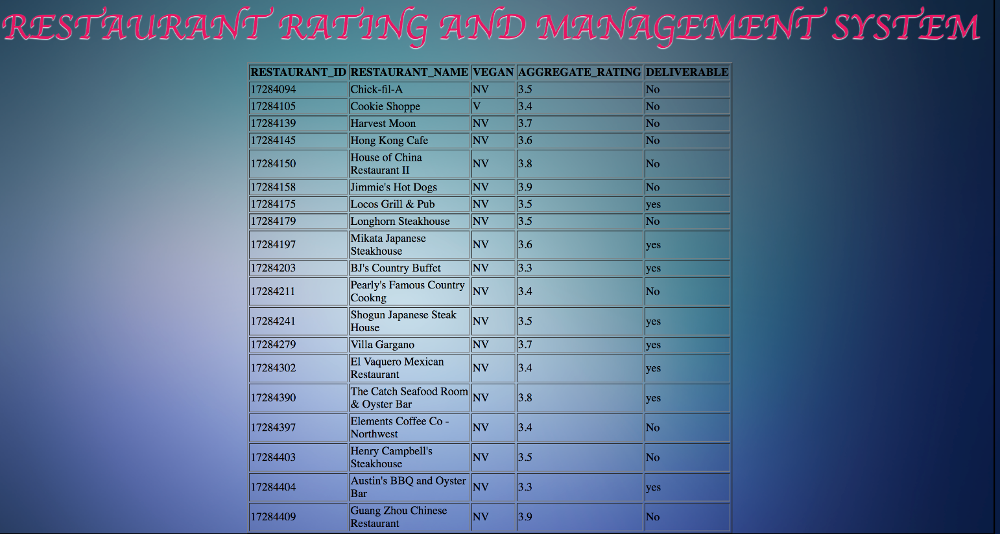 RESTAURANT RATING AND MANAGEMENT SYSTEM
RESTAURANT_ID RESTAURANT_NAME VEGAN AGGREGATE_RATING DELIVERABLE
17284094 Chick-fil-A NV 3.5 No
17284105 Cookie Shoppe V 3.4 No
17284139 Harvest Moon NV 3.7 No
17284145 Hong Kong Cafe NV 3.6 No
17284150 House of China Restaurant II NV 3.8 No
17284158 Jimmie's Hot Dogs NV 3.9 No
17284175 Locos Grill & Pub NV 3.5 yes
17284179 Longhorn Steakhouse NV 3.5 No
17284197 Mikata Japanese Steakhouse NV 3.6 yes
17284203 BJ's Country Buffet NV 3.3 yes
17284211 Pearly's Famous Country Cookng NV 3.4 No
17284241 Shogun Japanese Steak House NV 3.5 yes
17284279 Villa Gargano NV 3.7 yes
17284302 El Vaquero Mexican Restaurant NV 3.4 yes
17284390 The Catch Seafood Room & Oyster Bar NV 3.8 yes
17284397 Elements Coffee Co - Northwest NV 3.4 No
17284403 Henry Campbell's Steakhouse NV 3.5 No
17284404 Austin's BBQ and Oyster Bar NV 3.3 yes
17284409 Guang Zhou Chinese Restaurant NV 3.9 No